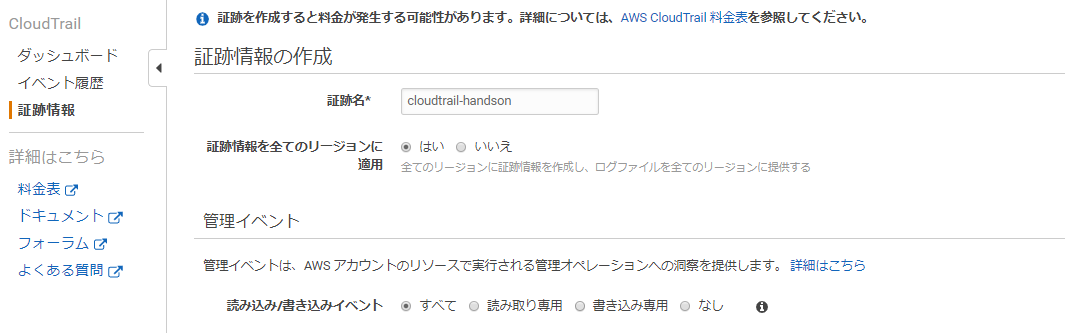 CloudTrail
ダッシュボード
イベント履歴
証跡情報
詳細はこちら
料金表
ドキュメント
フォーラム
よくある質問
証跡を作成すると料金が発生する可能性があります。詳細については、AWS CloudTrail 料金表を参照してください。
証跡情報の作成
証跡名* cloudtrail-handson
証跡情報を全てのリージョンに
適用
はい いいえ
全てのリージョンに証跡情報を作成し、ログファイルを全てのリージョンに提供する
管理イベント
管理イベントは、AWS アカウントのリソースで実行される管理オペレーションへの洞察を提供します。 詳細はこちら
読み込み/書き込みイベント すべて 読み取り専用 書き込み専用 なし